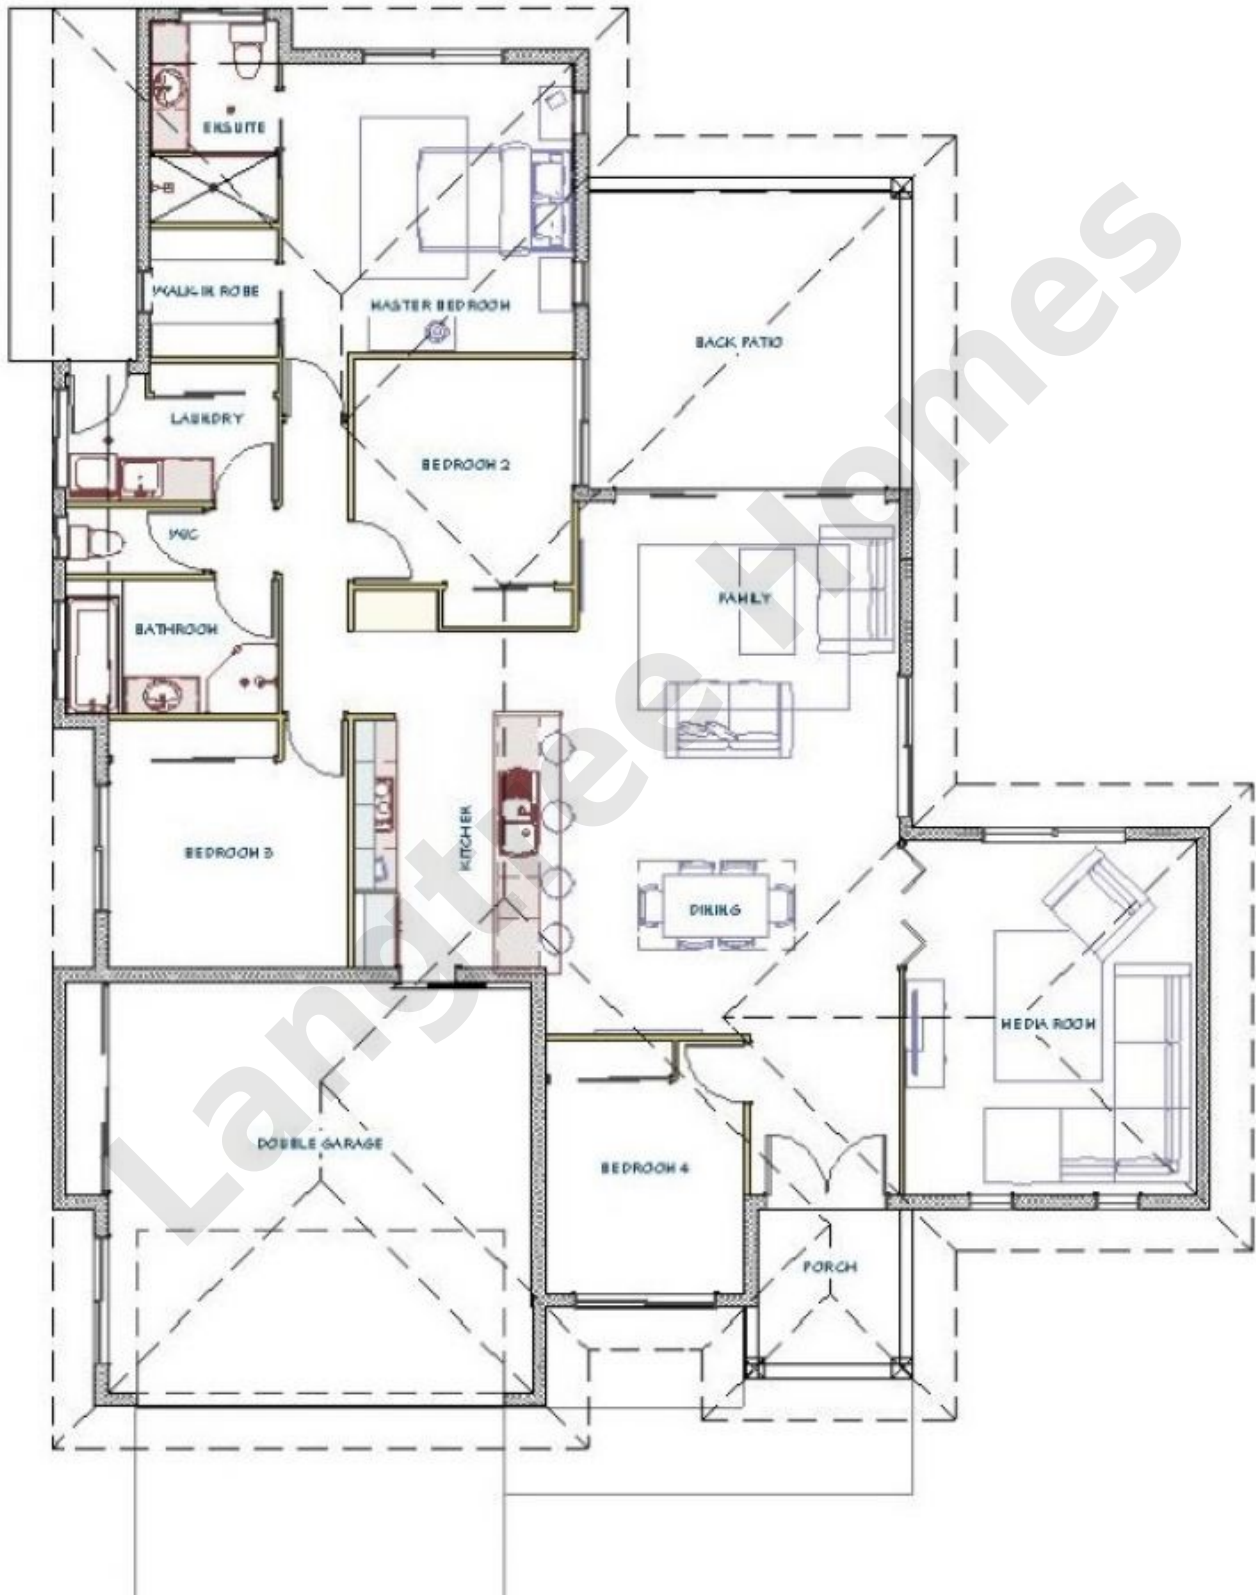 ENSUITE
WALK-IN ROBE
MASTER BEDROOM
BACK PATIO
LAUNDRY
BEDROOM 2
W/C
FAMILY
BATHROOM
BEDROOM 3
KITCHEN
DINING
MEDIA ROOM
DOUBLE GARAGE
BEDROOM 4
PORCH
Langtree Homes